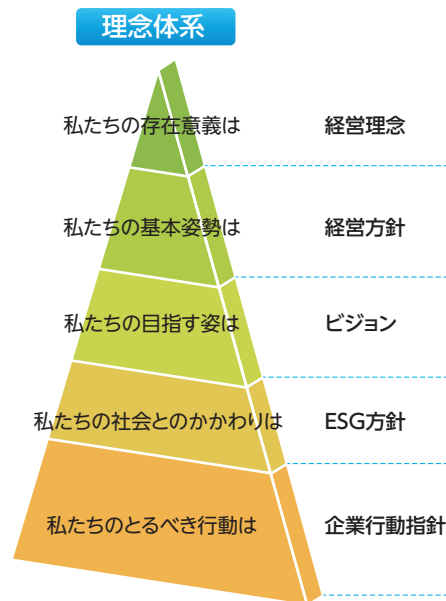 理念体系
私たちの存在意義は 経営理念
私たちの基本姿勢は 経営方針
私たちの目指す姿は ビジョン
私たちの社会とのかかわりは ESG方針
私たちのとるべき行動は 企業行動指針